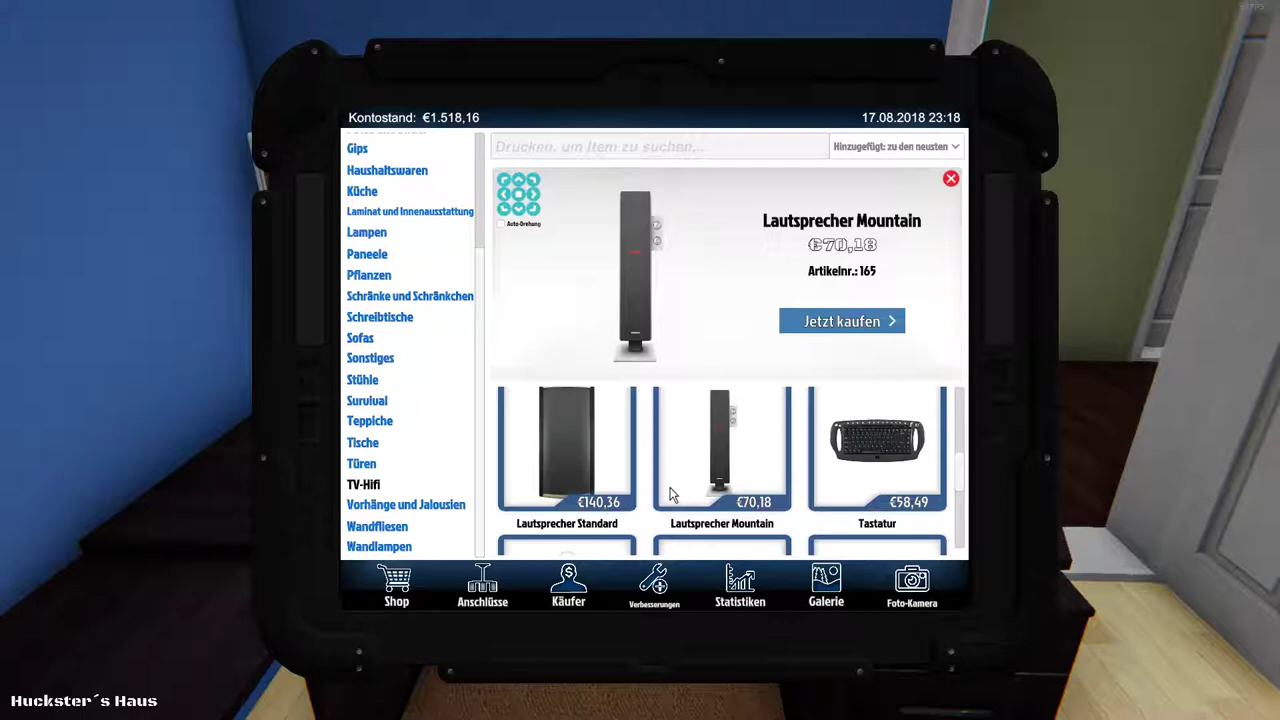 Kontostand: €1.518,16
17.08.2018 23:18
Gips
Haushaltswaren
Küche
Laminat und Innenausstattung
Lampen
Paneele
Pflanzen
Schränke und Schränkchen
Schreibtische
Sofas
Sonstiges
Stühle
Survival
Teppiche
Tische
Türen
TV-Hifi
Vorhänge und Jalousien
Wandfliesen
Wandlampen
Drucken, um Item zu suchen...
Hinzugefügt: zu den neusten
Auto-Drehung
Lautsprecher Mountain
€70,18
Artikelnr.: 165
Jetzt kaufen
€140,36
€70,18
€58,49
Lautsprecher Standard
Lautsprecher Mountain
Tastatur
Shop
Anschlüsse
Käufer
Verbesserungen
Statistiken
Galerie
Foto-Kamera
Huckster´s Haus